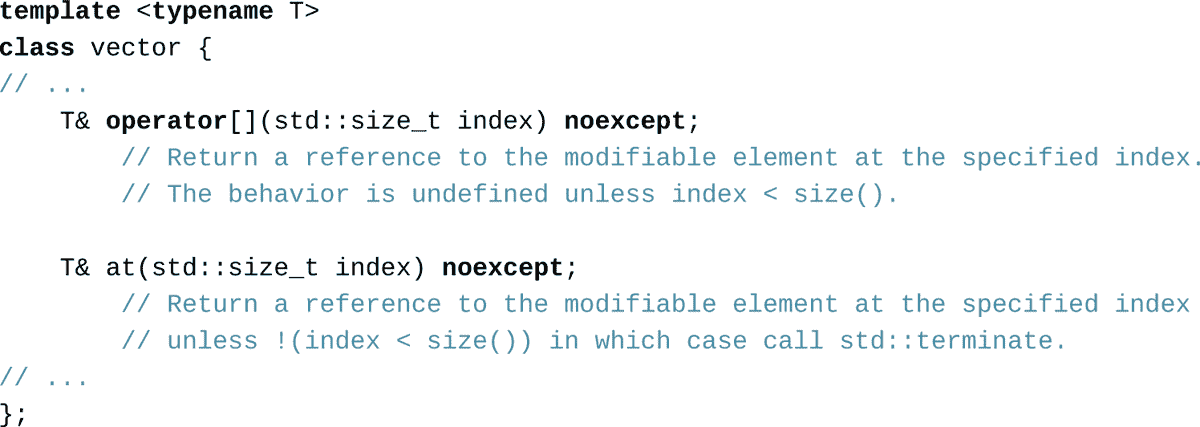 template <typename T>
class vector {
// ...
    T& operator[](std::size_t index) noexcept;
        // Return a reference to the modifiable element at the specified index.
        // The behavior is undefined unless index < size().

    T& at(std::size_t index) noexcept;
        // Return a reference to the modifiable element at the specified index
        // unless !(index < size()) in which case call std::terminate.
// ...
};